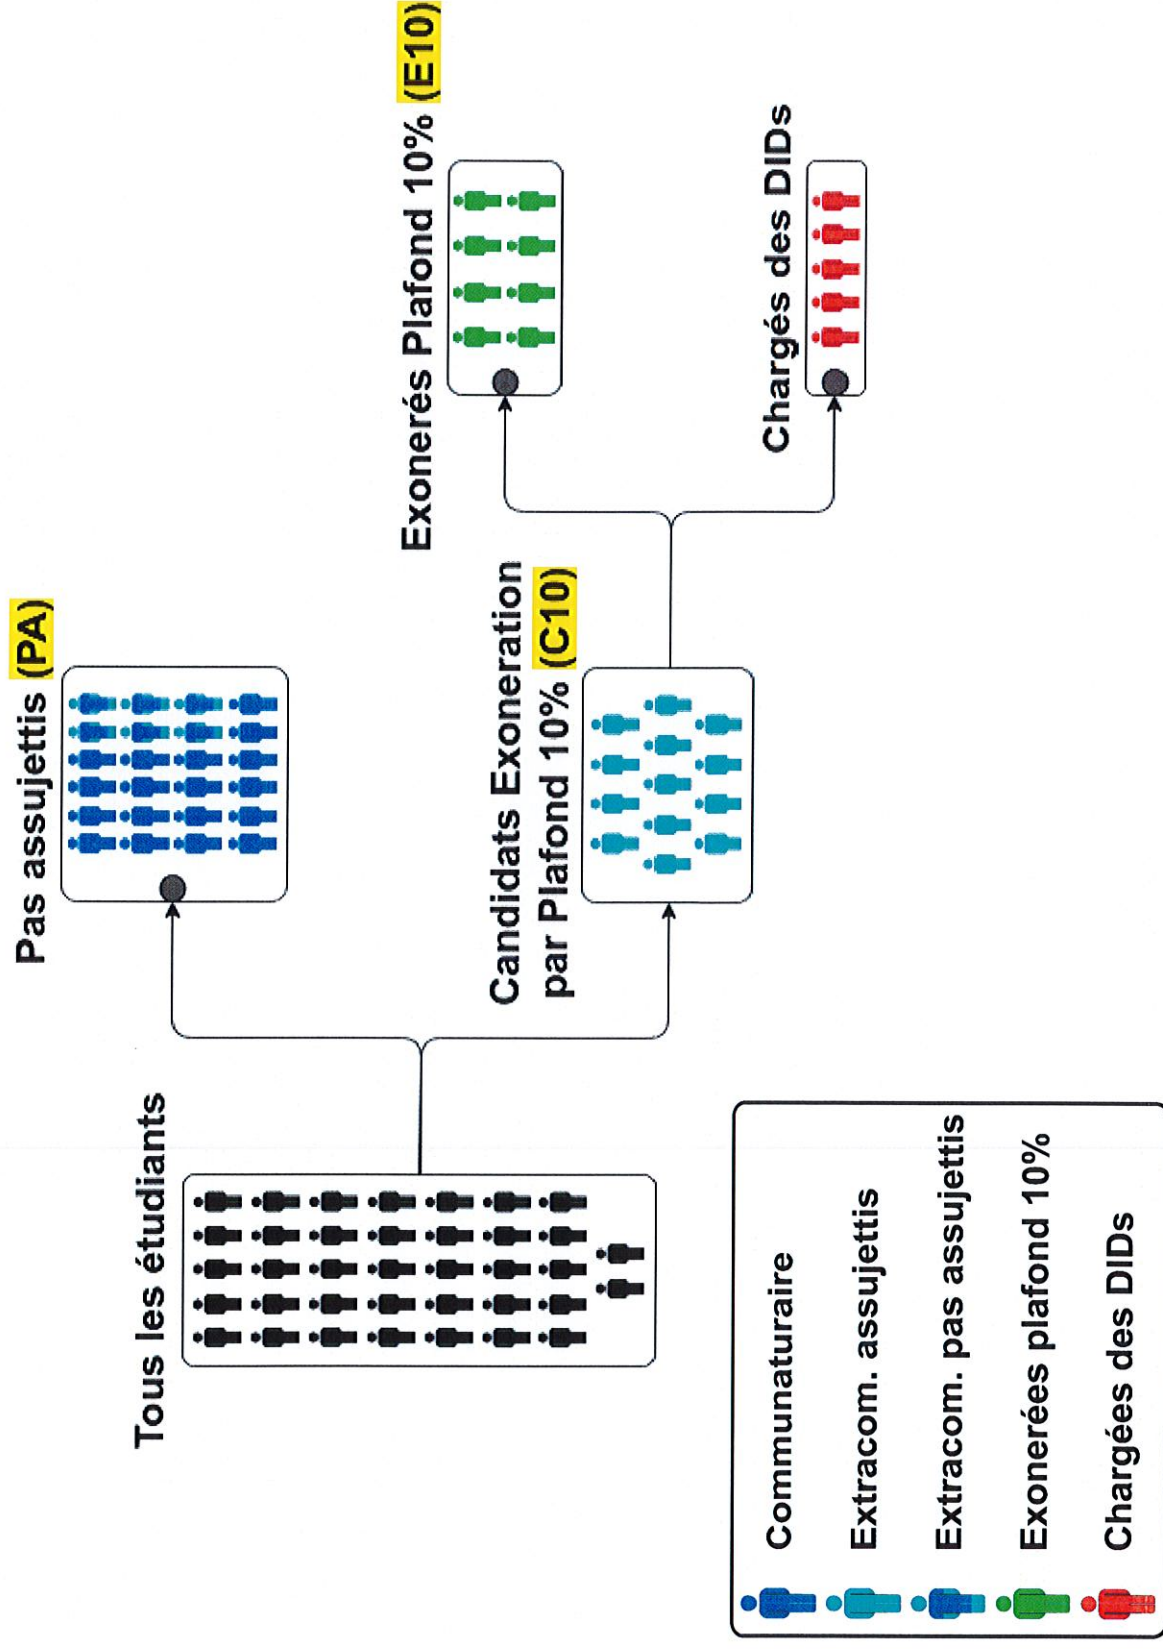 Tous les étudiants
Pas assujettis (PA)
Candidats Exoneration
par Plafond 10% (C10)
Exonerés Plafond 10% (E10)
Chargés des DIDs
Communaturaire
Extracom. assujettis
Extracom. pas assujettis
Exonerées plafond 10%
Chargées des DIDs